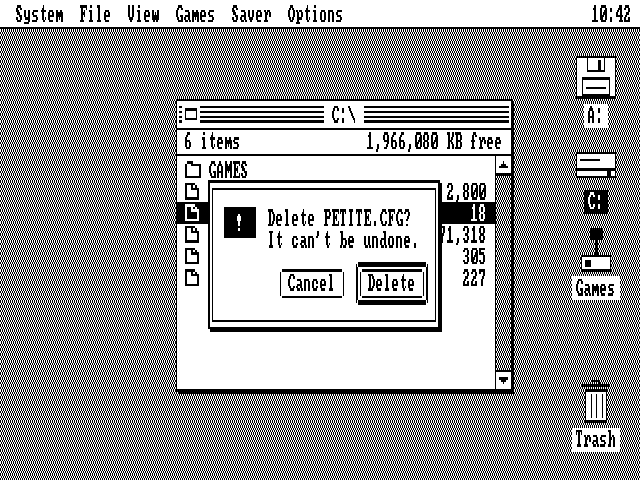 System File View Games Saver Options 10:42
A:
C:\
6 items 1,966,080 KB free
GAMES
2,800
18
71,318
305
227
!
Delete PETITE.CFG?
It can't be undone.
Cancel Delete
C:
Games
Trash